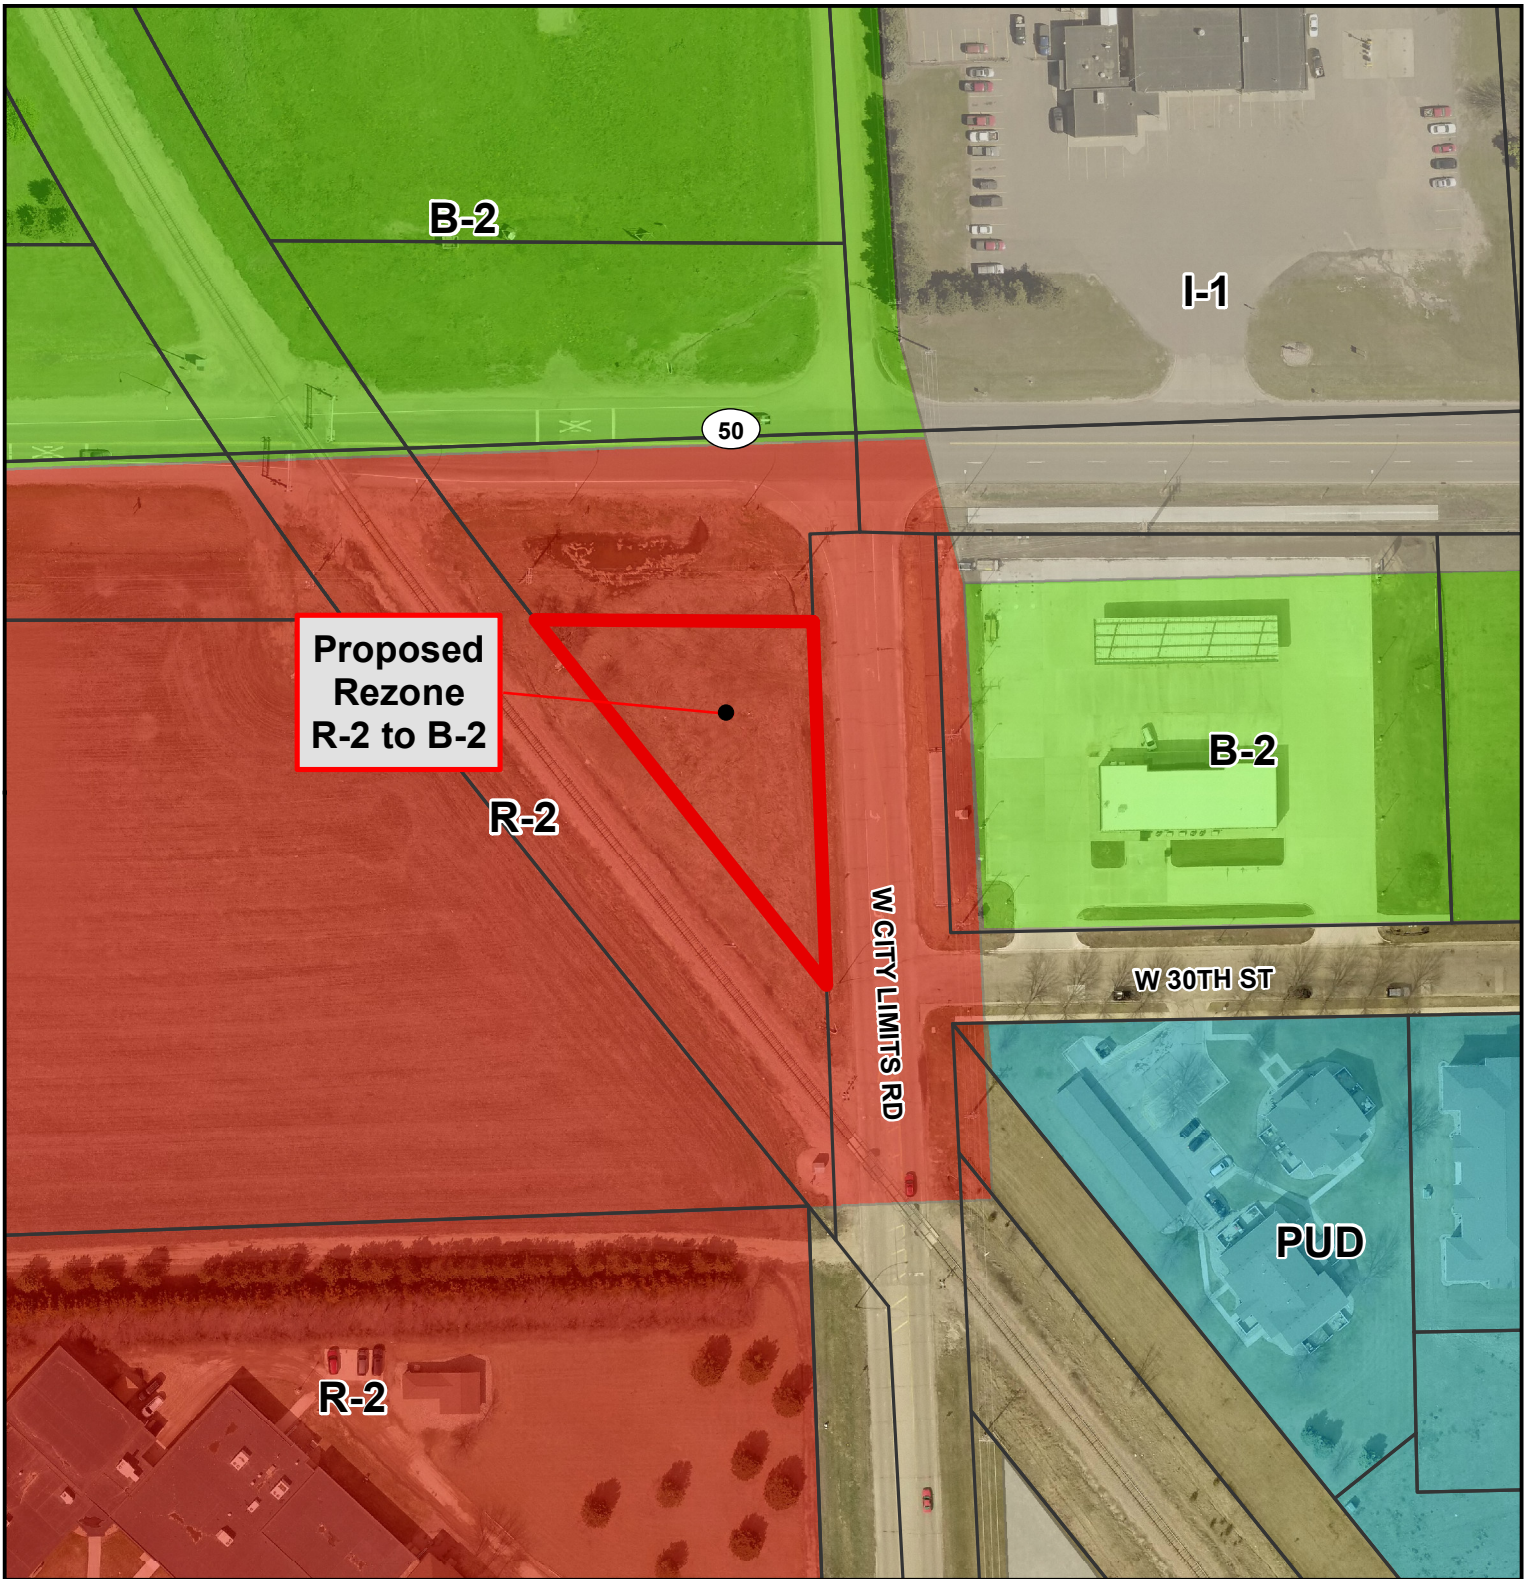 B-2
I-1
50
Proposed
Rezone
R-2 to B-2
B-2
R-2
W CITY LIMITS RD
W 30TH ST
PUD
R-2